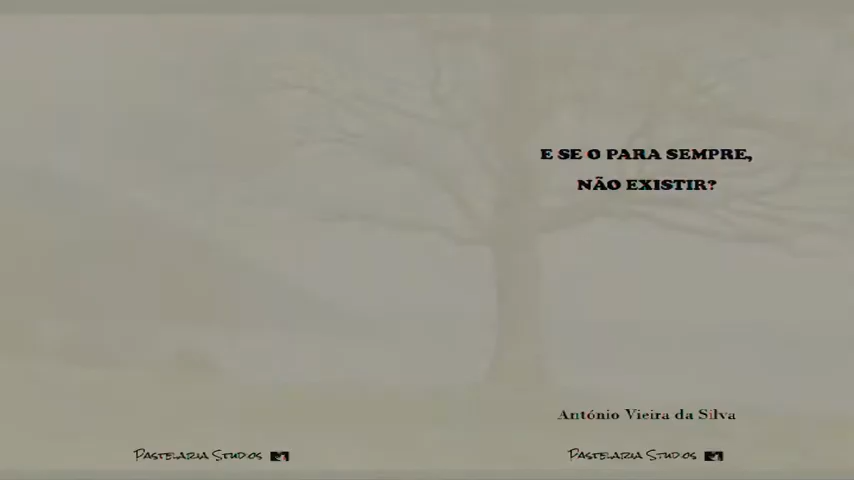 E SE O PARA SEMPRE,
NÃO EXISTIR?
António Vieira da Silva
Pastelaria Studios
Pastelaria Studios